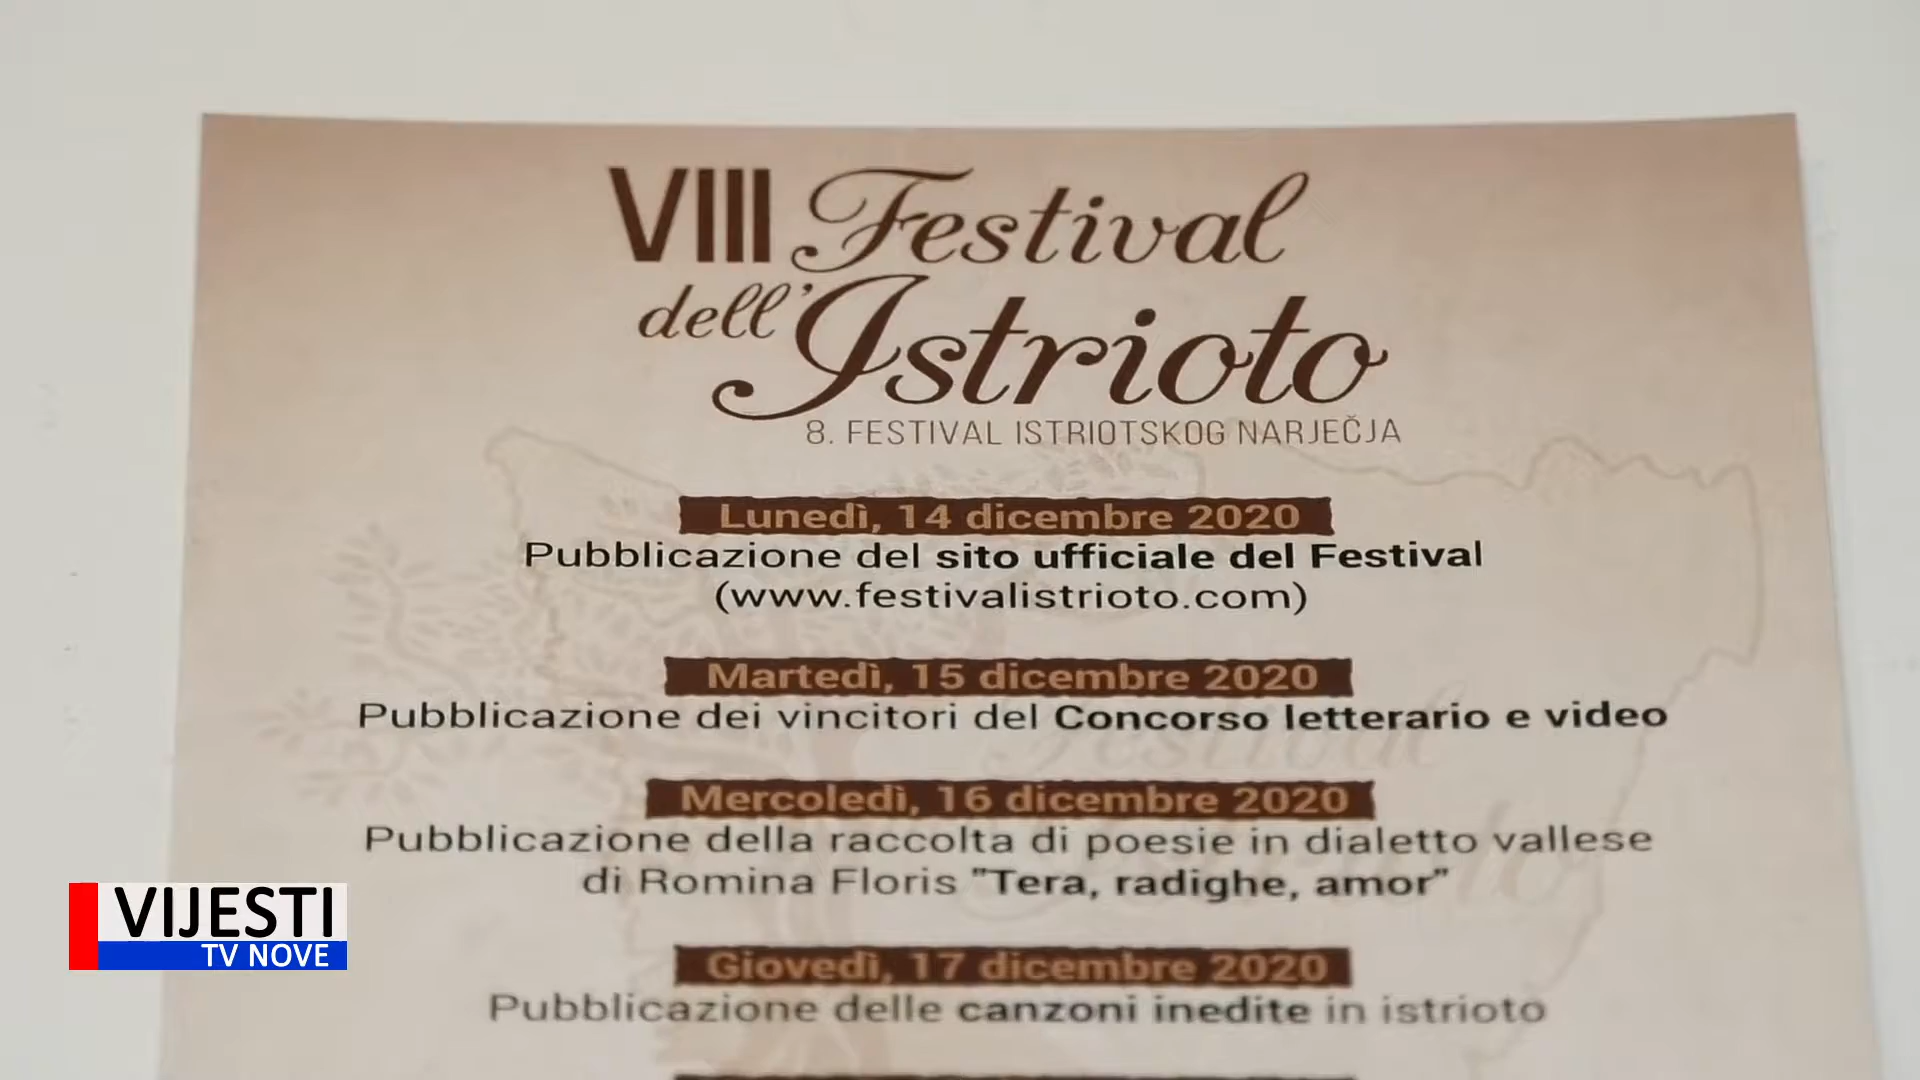 VIII Festival
dell'Istrioto
8. FESTIVAL ISTRIOTSKOG NARJEČJA
Lunedì, 14 dicembre 2020
Pubblicazione del sito ufficiale del Festival
(www.festivalistrioto.com)
Martedì, 15 dicembre 2020
Pubblicazione dei vincitori del Concorso letterario e video
Mercoledì, 16 dicembre 2020
Pubblicazione della raccolta di poesie in dialetto vallese
di Romina Floris "Tera, radighe, amor"
Giovedì, 17 dicembre 2020
Pubblicazione delle canzoni inedite in istrioto
VIJESTI
TV NOVE